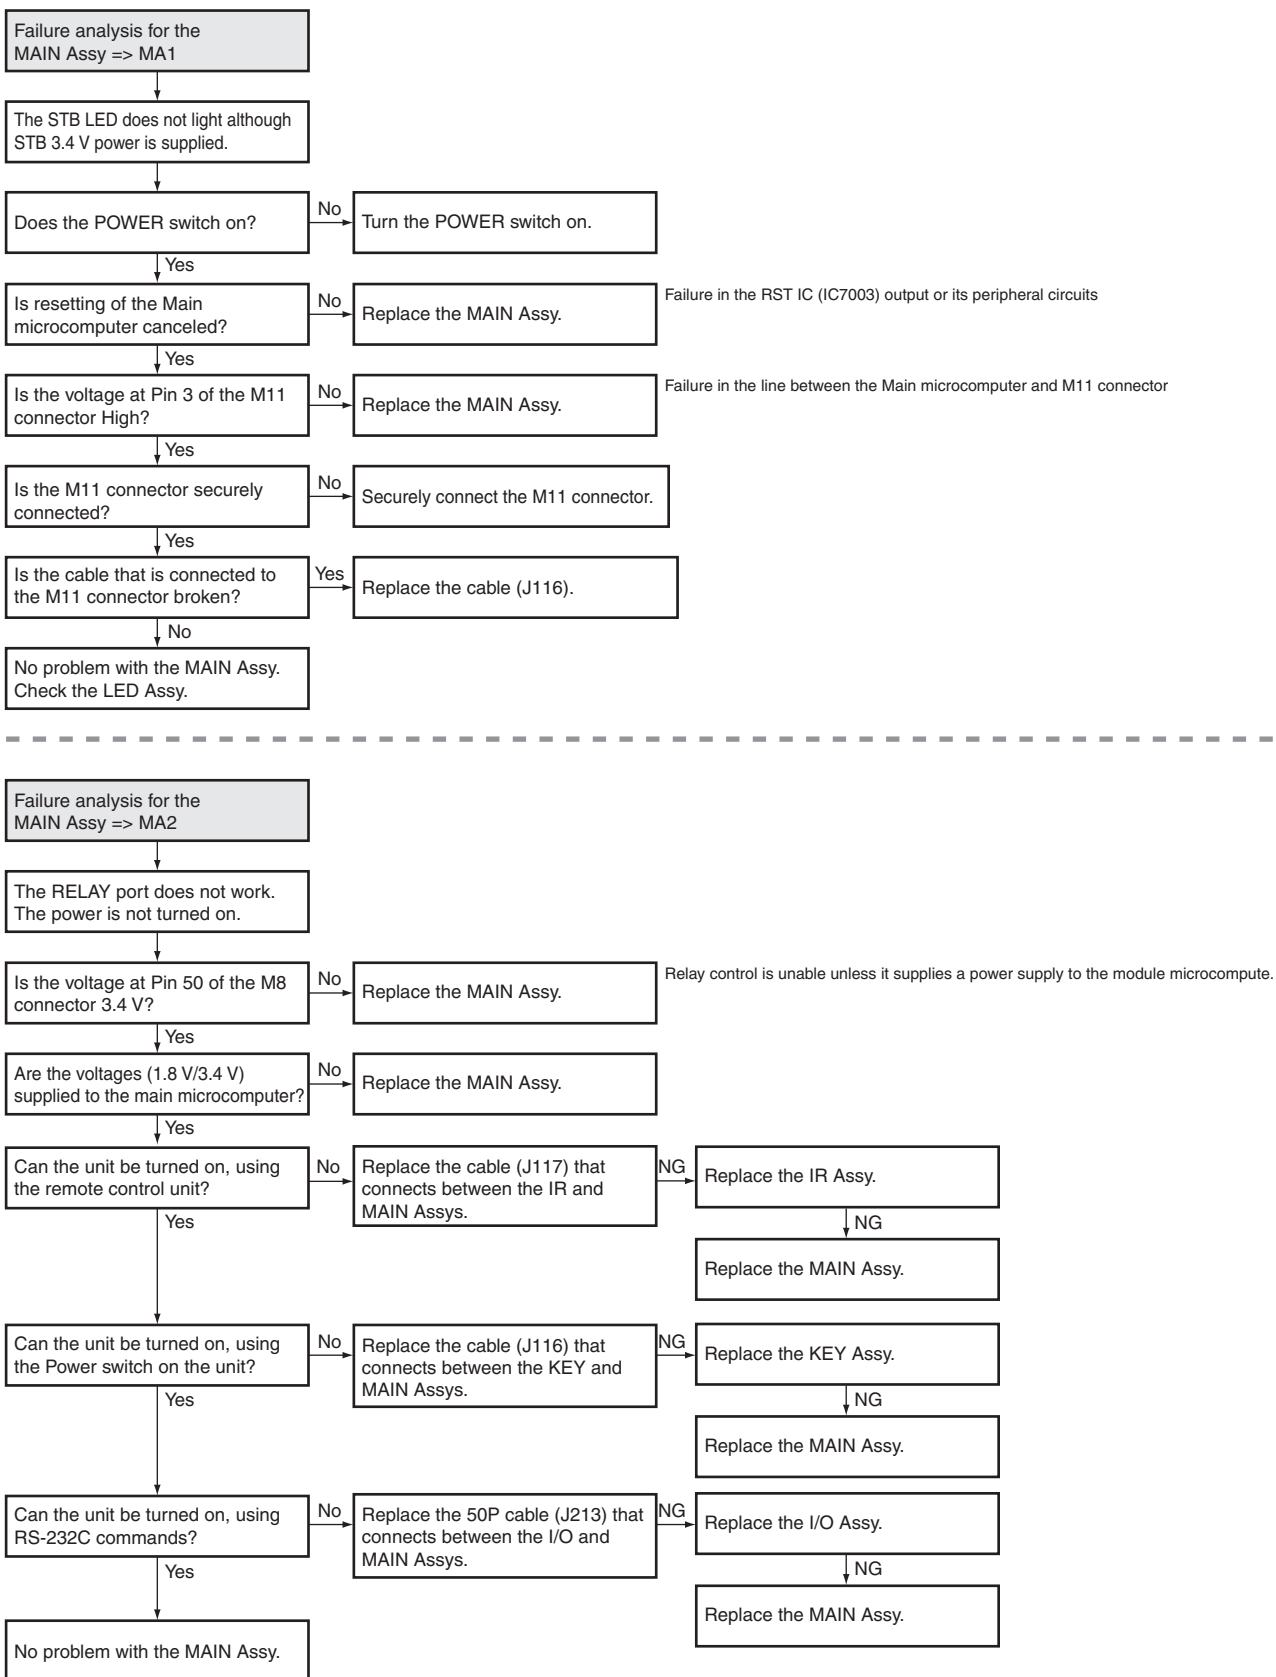 Failure analysis for the
MAIN Assy => MA1
The STB LED does not light although
STB 3.4 V power is supplied.
Does the POWER switch on?
No
Turn the POWER switch on.
Yes
Is resetting of the Main
microcomputer canceled?
No
Replace the MAIN Assy.
Failure in the RST IC (IC7003) output or its peripheral circuits
Yes
Is the voltage at Pin 3 of the M11
connector High?
No
Replace the MAIN Assy.
Failure in the line between the Main microcomputer and M11 connector
Yes
Is the M11 connector securely
connected?
No
Securely connect the M11 connector.
Yes
Is the cable that is connected to
the M11 connector broken?
Yes
Replace the cable (J116).
No
No problem with the MAIN Assy.
Check the LED Assy.
Failure analysis for the
MAIN Assy => MA2
The RELAY port does not work.
The power is not turned on.
Is the voltage at Pin 50 of the M8
connector 3.4 V?
No
Replace the MAIN Assy.
Relay control is unable unless it supplies a power supply to the module microcompute.
Yes
Are the voltages (1.8 V/3.4 V)
supplied to the main microcomputer?
No
Replace the MAIN Assy.
Yes
Can the unit be turned on, using
the remote control unit?
No
Replace the cable (J117) that
connects between the IR and
MAIN Assys.
NG
Replace the IR Assy.
NG
Replace the MAIN Assy.
Yes
Can the unit be turned on, using
the Power switch on the unit?
No
Replace the cable (J116) that
connects between the KEY and
MAIN Assys.
NG
Replace the KEY Assy.
NG
Replace the MAIN Assy.
Yes
Can the unit be turned on, using
RS-232C commands?
No
Replace the 50P cable (J213) that
connects between the I/O and
MAIN Assys.
NG
Replace the I/O Assy.
NG
Replace the MAIN Assy.
Yes
No problem with the MAIN Assy.